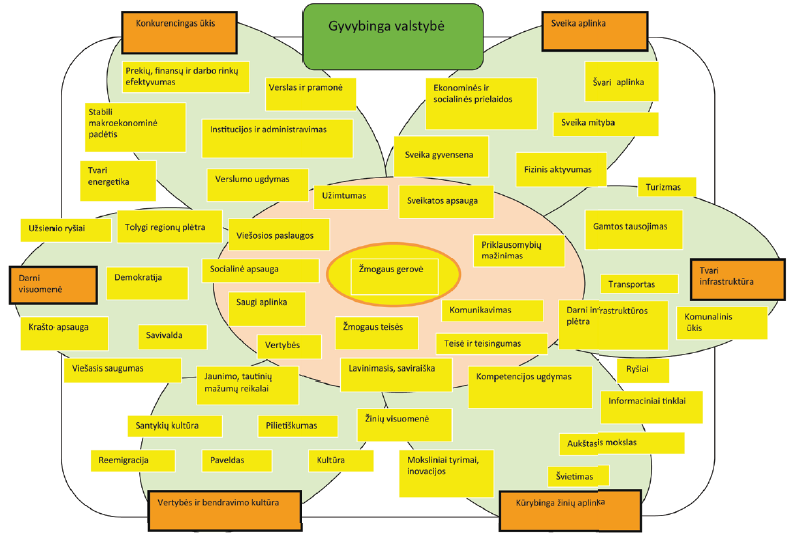 Konkurencingas ūkis
Gyvybinga valstybė
Sveika aplinka
Prekių, finansų ir darbo rinkų
efektyvumas
Verslas ir pramonė
Ekonominės ir
socialinės prielaidos
Švari aplinka
Stabili
makroekonominė
padėtis
Institucijos ir administravimas
Sveika mityba
Sveika gyvensena
Tvari
energetika
Verslumo ugdymas
Fizinis aktyvumas
Užimtumas
Sveikatos apsauga
Turizmas
Užsienio ryšiai
Tolygi regionų plėtra
Viešosios paslaugos
Gamtos tausojimas
Priklausomybių
mažinimas
Darni
visuomenė
Demokratija
Socialinė apsauga
Žmogaus gerovė
Transportas
Tvari
infrastruktūra
Saugi aplinka
Komunikavimas
Darni infrastruktūros
plėtra
Komunalinis
ūkis
Krašto apsauga
Savivalda
Vertybės
Žmogaus teisės
Teisė ir teisingumas
Viešasis saugumas
Jaunimo, tautinių
mažumų reikalai
Lavinimasis, saviraiška
Kompetencijos ugdymas
Ryšiai
Informaciniai tinklai
Santykių kultūra
Pilietiškumas
Žinių visuomenė
Aukštasis mokslas
Reemigracija
Paveldas
Kultūra
Moksliniai tyrimai,
inovacijos
Švietimas
Vertybės ir bendravimo kultūra
Kūrybinga žinių aplinka